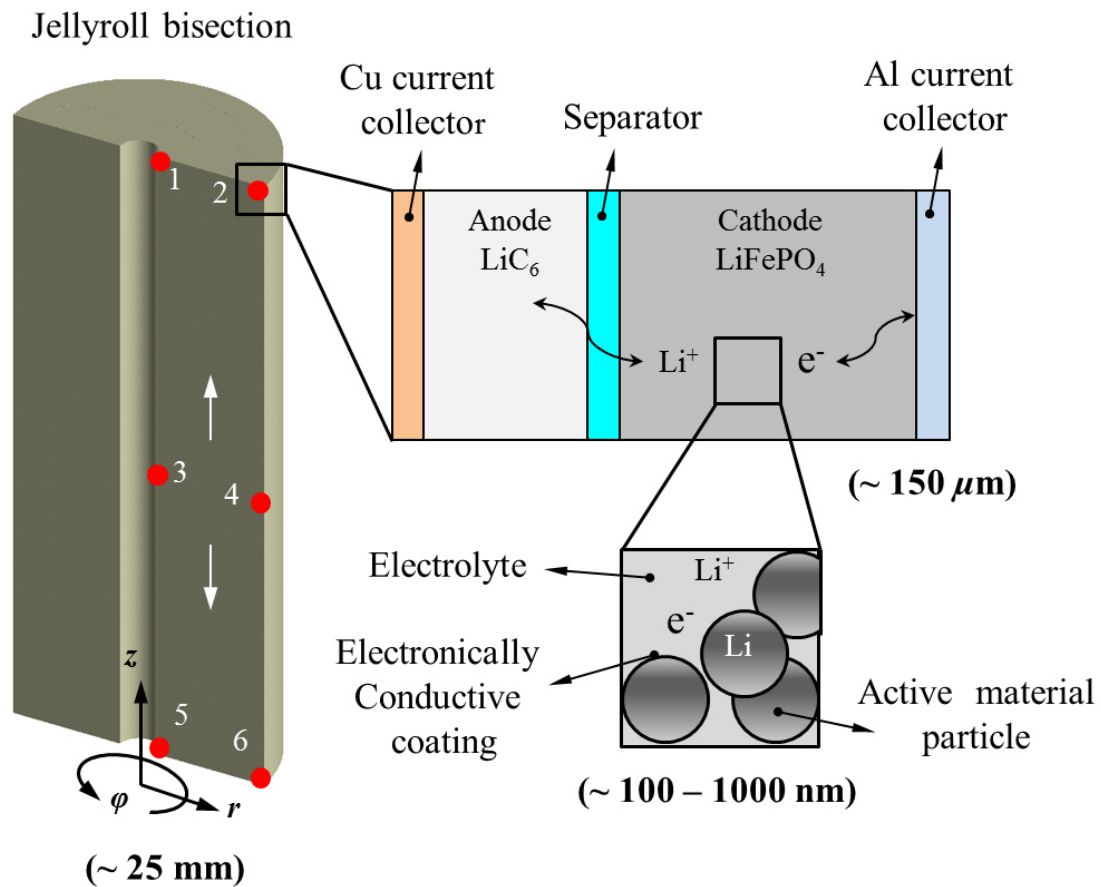 Jellyroll bisection
Cu current
collector
Separator
Al current
collector
1
2
3
4
5
6
z
φ
r
(~ 25 mm)
Anode
LiC₆
Cathode
LiFePO₄
Li⁺
e⁻
(~ 150 µm)
Electrolyte
Electronically
Conductive
coating
Li⁺
e⁻
Li
Active material
particle
(~ 100 – 1000 nm)